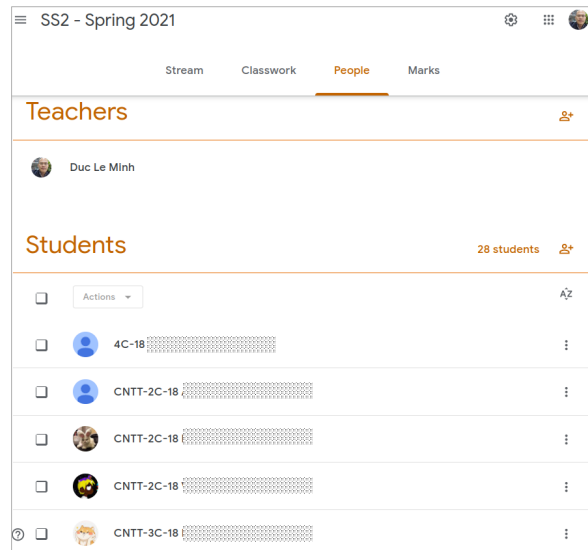 SS2 - Spring 2021
Stream Classwork People Marks
Teachers
Duc Le Minh
Students 28 students
Actions
4C-18
CNTT-2C-18
CNTT-2C-18
CNTT-2C-18
CNTT-3C-18